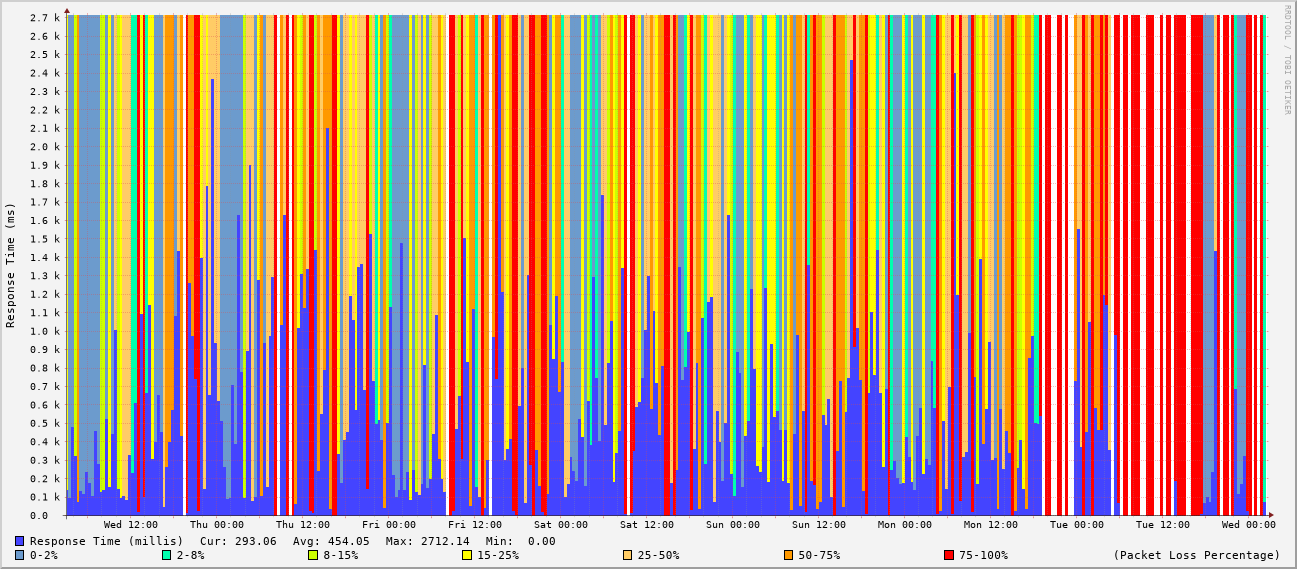 2.7 k
2.6 k
2.5 k
2.4 k
2.3 k
2.2 k
2.1 k
2.0 k
1.9 k
1.8 k
1.7 k
1.6 k
1.5 k
1.4 k
1.3 k
1.2 k
1.1 k
1.0 k
0.9 k
0.8 k
0.7 k
0.6 k
0.5 k
0.4 k
0.3 k
0.2 k
0.1 k
0.0
Response Time (ms)
RRDTOOL / TOBI OETIKER
Wed 12:00 Thu 00:00 Thu 12:00 Fri 00:00 Fri 12:00 Sat 00:00 Sat 12:00 Sun 00:00 Sun 12:00 Mon 00:00 Mon 12:00 Tue 00:00 Tue 12:00 Wed 00:00
Response Time (millis) Cur: 293.06 Avg: 454.05 Max: 2712.14 Min: 0.00
0-2% 2-8% 8-15% 15-25% 25-50% 50-75% 75-100% (Packet Loss Percentage)